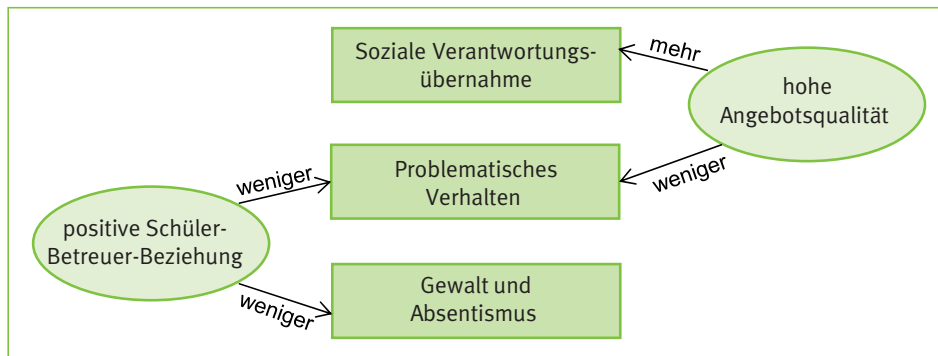 Soziale Verantwortungs-
übernahme
mehr
hohe
Angebotsqualität
weniger
Problematisches
Verhalten
weniger
positive Schüler-
Betreuer-Beziehung
weniger
Gewalt und
Absentismus